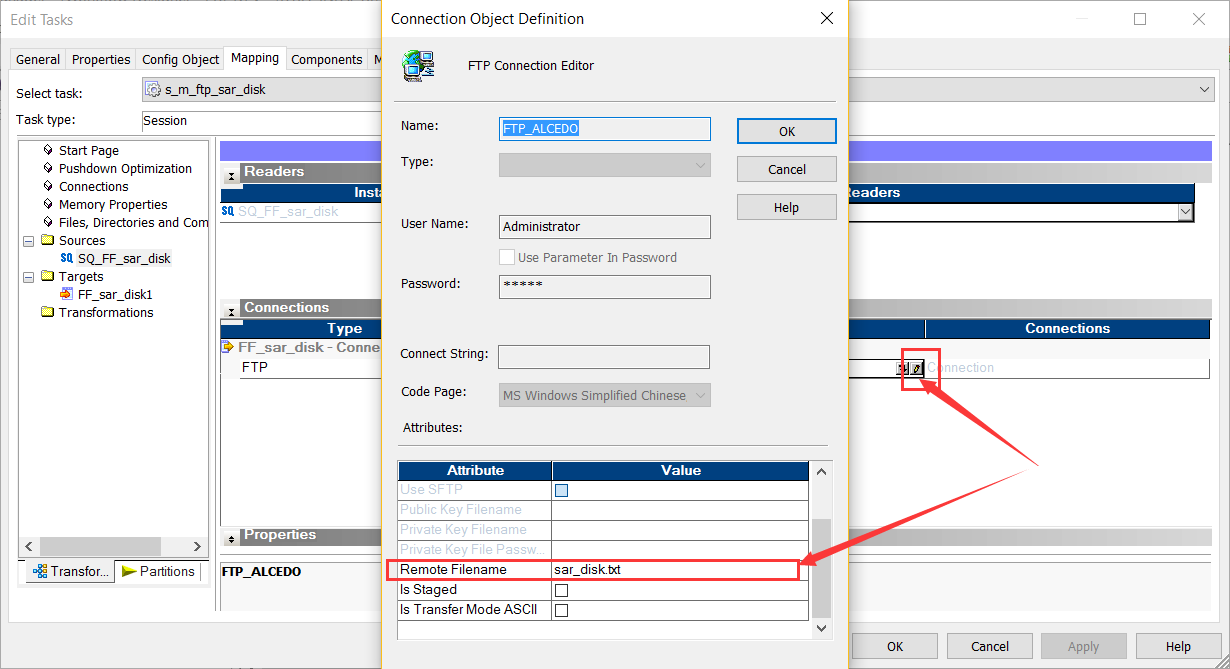 Edit Tasks
General
Properties
Config Object
Mapping
Components
Select task:
s_m_ftp_sar_disk
Task type:
Session
Start Page
Pushdown Optimization
Connections
Memory Properties
Files, Directories and Com
Sources
SQ SQ_FF_sar_disk
Targets
FF_sar_disk1
Transformations
Transfor...
Partitions
Readers
Insta
eaders
SQ SQ_FF_sar_disk
Connections
Type
Connections
FF_sar_disk - Conne
FTP
Connection
Properties
FTP_ALCEDO
OK
Cancel
Apply
Help
Connection Object Definition
FTP Connection Editor
Name:
FTP_ALCEDO
OK
Type:
Cancel
Help
User Name:
Administrator
Use Parameter In Password
Password:
*****
Connect String:
Code Page:
MS Windows Simplified Chinese
Attributes:
Attribute
Value
Use SFTP
Public Key Filename
Private Key Filename
Private Key File Passw...
Remote Filename
sar_disk.txt
Is Staged
Is Transfer Mode ASCII